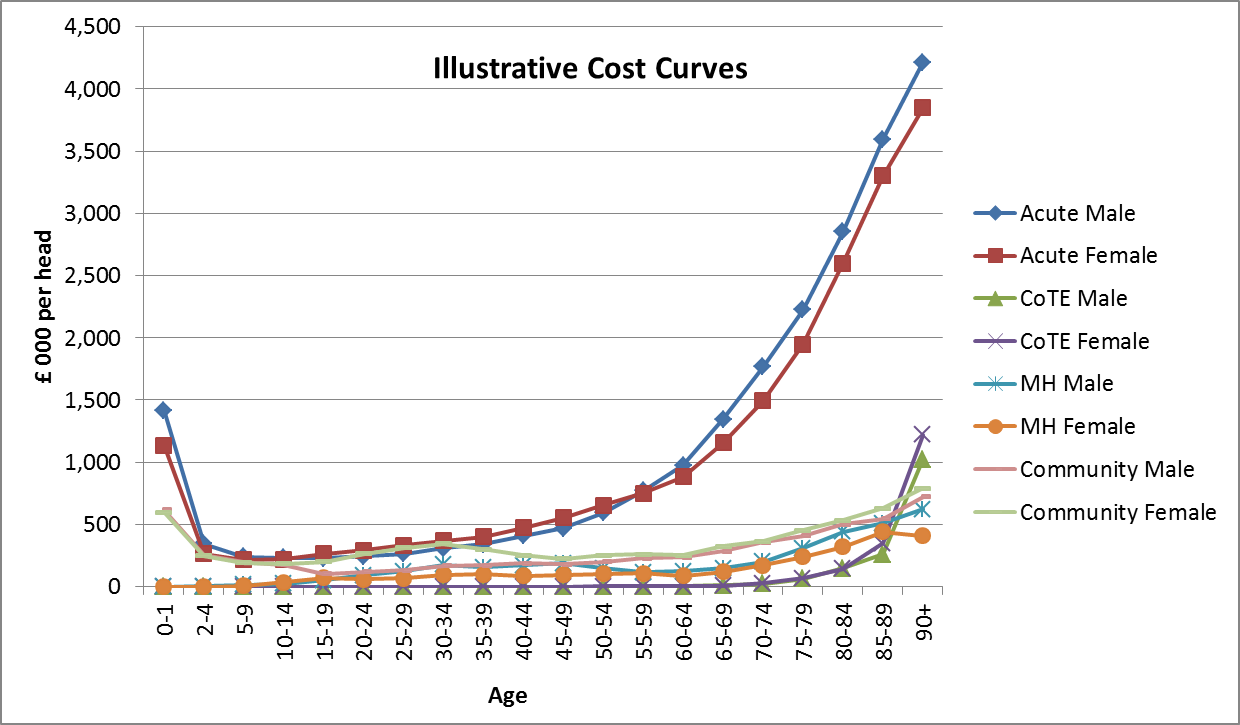 Illustrative Cost Curves
4,500
4,000
3,500
3,000
2,500
2,000
1,500
1,000
500
0
£ 000 per head
0-1
2-4
5-9
10-14
15-19
20-24
25-29
30-34
35-39
40-44
45-49
50-54
55-59
60-64
65-69
70-74
75-79
80-84
85-89
90+
Age
Acute Male
Acute Female
CoTE Male
CoTE Female
MH Male
MH Female
Community Male
Community Female